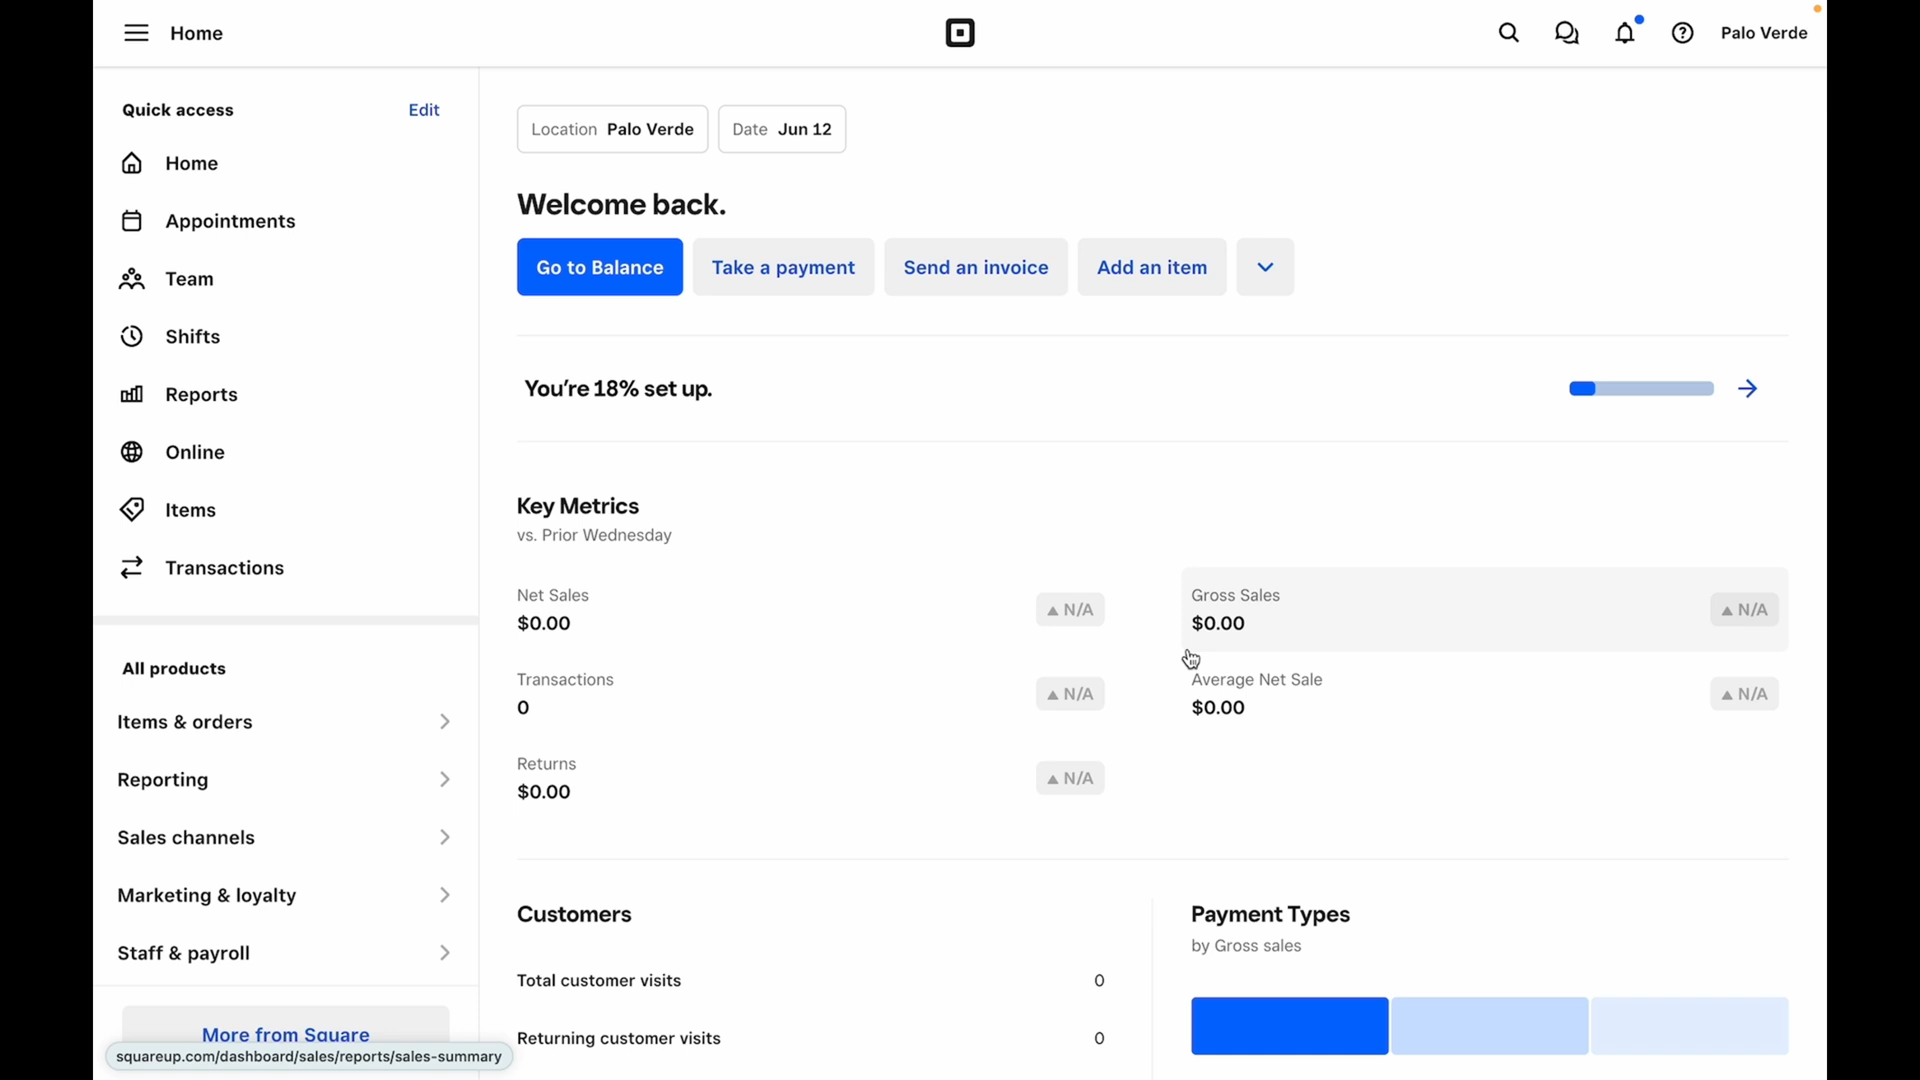 Home
Palo Verde
Quick access
Edit
Home
Appointments
Team
Shifts
Reports
Online
Items
Transactions
All products
Items & orders
Reporting
Sales channels
Marketing & loyalty
Staff & payroll
More from Square
squareup.com/dashboard/sales/reports/sales-summary
Location Palo Verde
Date Jun 12
Welcome back.
Go to Balance
Take a payment
Send an invoice
Add an item
You're 18% set up.
Key Metrics
vs. Prior Wednesday
Net Sales
$0.00
N/A
Gross Sales
$0.00
N/A
Transactions
0
N/A
Average Net Sale
$0.00
N/A
Returns
$0.00
N/A
Customers
Total customer visits 0
Returning customer visits 0
Payment Types
by Gross sales